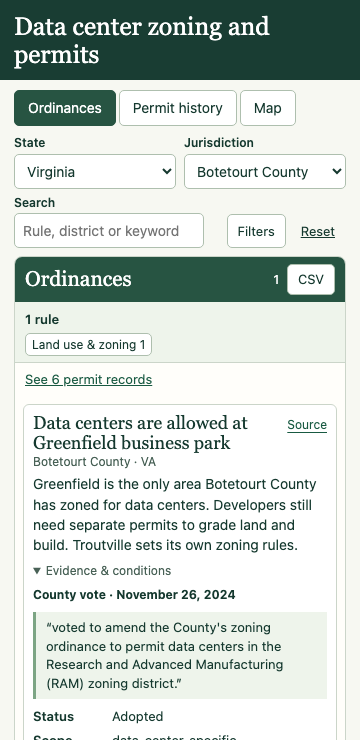 Data center zoning and
permits
Ordinances
Permit history
Map
State
Jurisdiction
Virginia
Botetourt County
Search
Rule, district or keyword
Filters
Reset
Ordinances
1
CSV
1 rule
Land use & zoning 1
See 6 permit records
Data centers are allowed at
Greenfield business park
Source
Botetourt County · VA
Greenfield is the only area Botetourt County
has zoned for data centers. Developers still
need separate permits to grade land and
build. Troutville sets its own zoning rules.
▼ Evidence & conditions
County vote · November 26, 2024
“voted to amend the County's zoning
ordinance to permit data centers in the
Research and Advanced Manufacturing
(RAM) zoning district.”
Status
Adopted